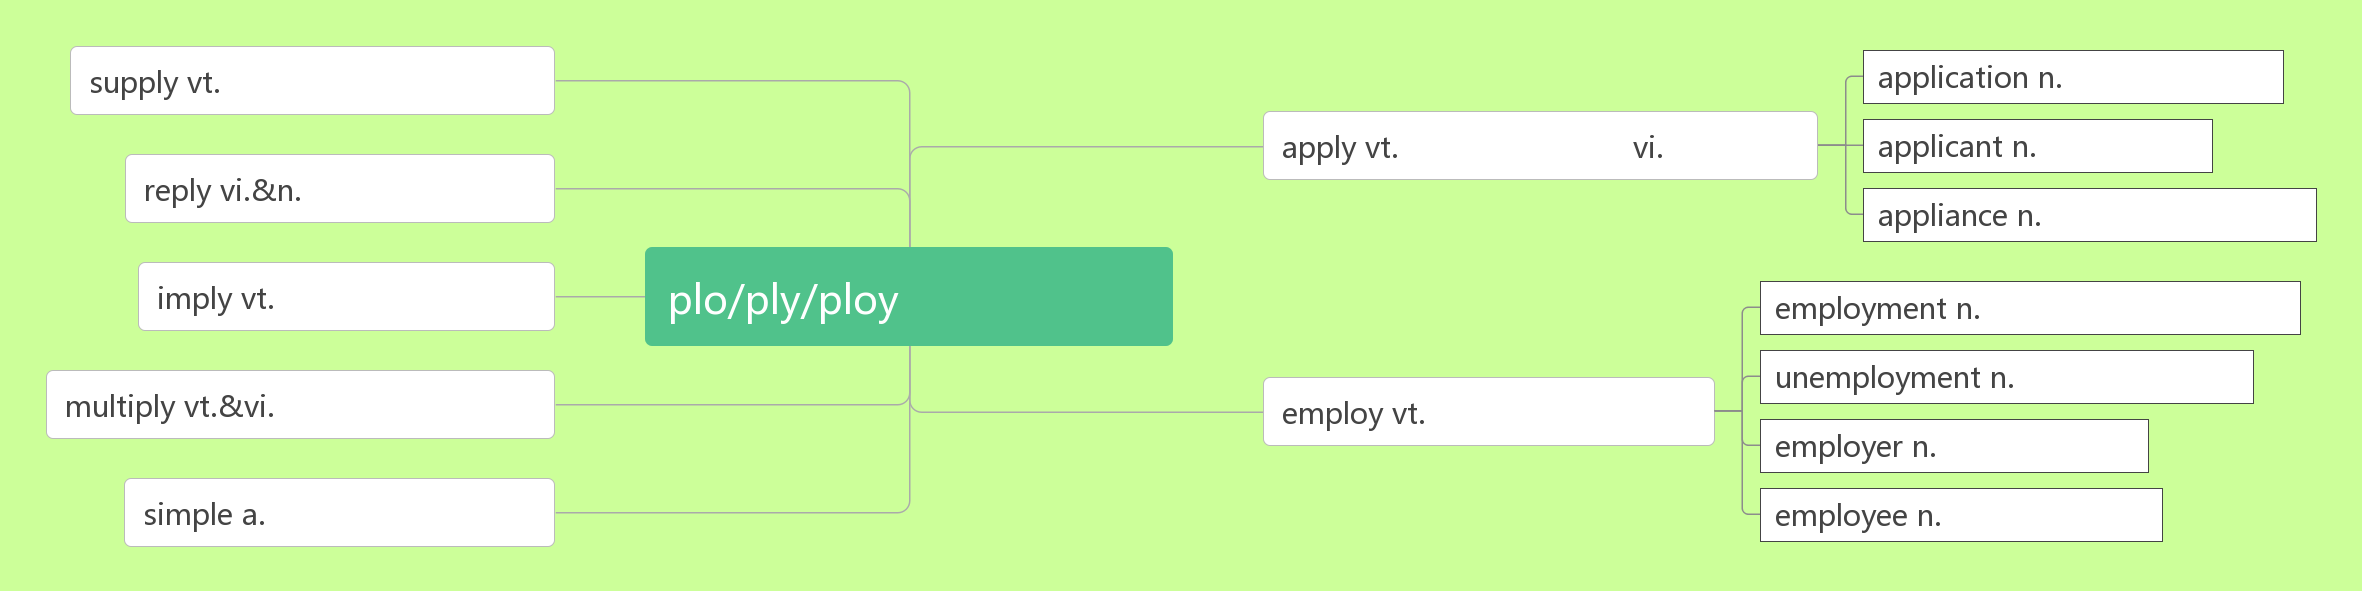 supply vt.
reply vi.&n.
imply vt.
multiply vt.&vi.
simple a.
plo/ply/ploy
apply vt. vi.
application n.
applicant n.
appliance n.
employ vt.
employment n.
unemployment n.
employer n.
employee n.